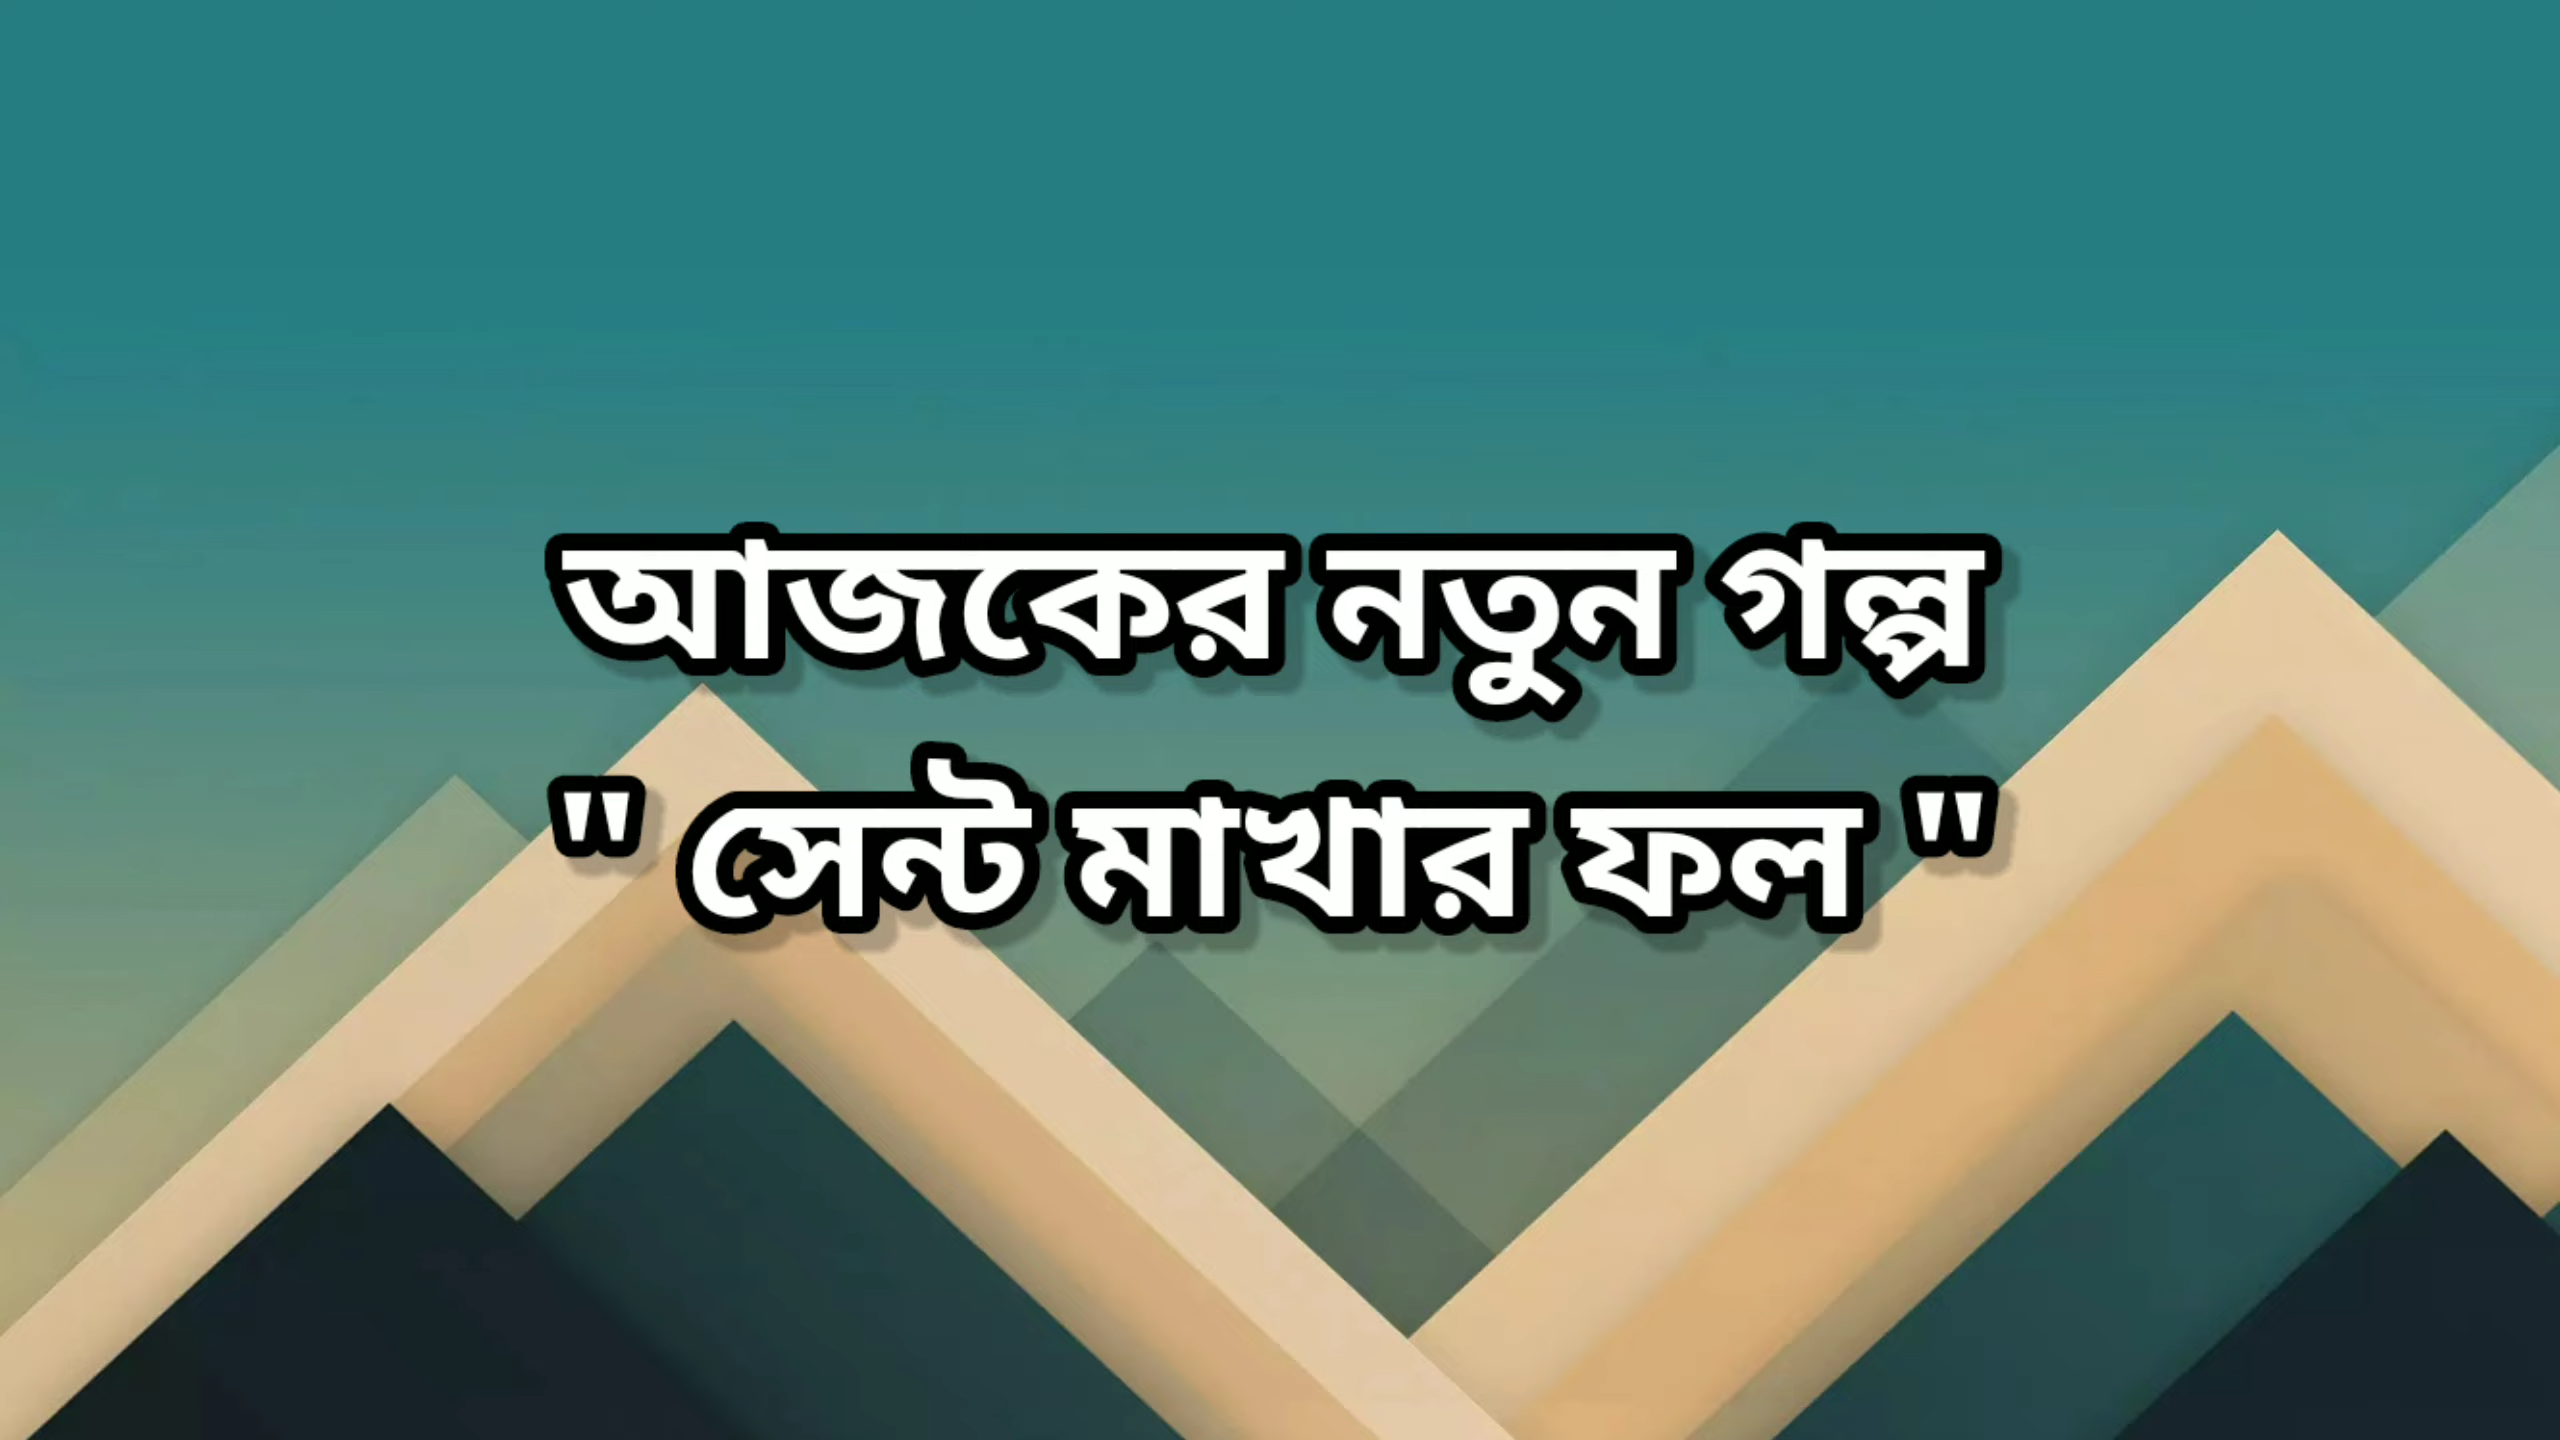 আজকের নতুন গল্প
" সেন্ট মাখার ফল "